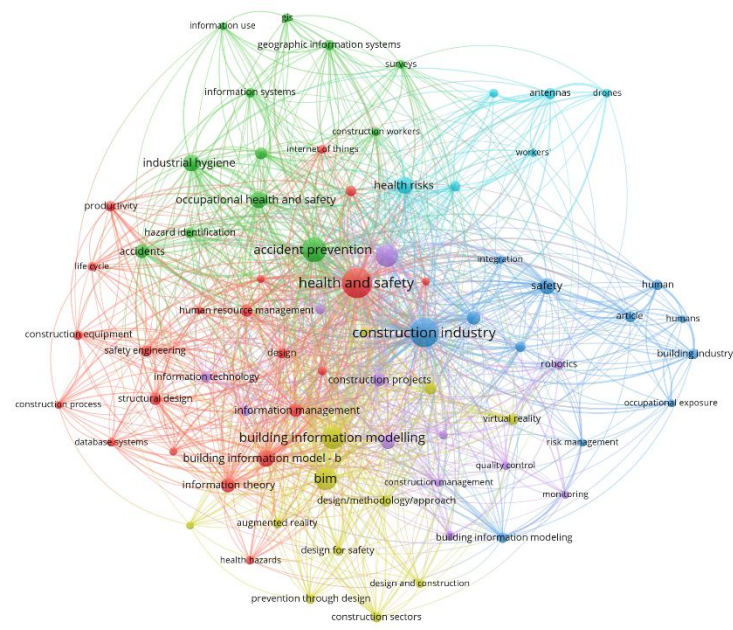 gis
information use
geographic information systems
surveys
information systems
antennas
drones
construction workers
internet of things
workers'
industrial hygiene
health risks
occupational health and safety
productivity
hazard identification
accidents
accident prevention
integration
life cycle
health and safety
safety
human
human resource management
article
humans
construction equipment
construction industry
safety engineering
design
building industry
robotics
information technology
construction projects
structural design
construction process
occupational exposure
information management
virtual reality
database systems
building information modelling
risk management
building information model - b
quality control
bim
information theory
construction management
monitoring
design/methodology/approach
augmented reality
building information modeling
design for safety
health hazards
design and construction
prevention through design
construction sectors